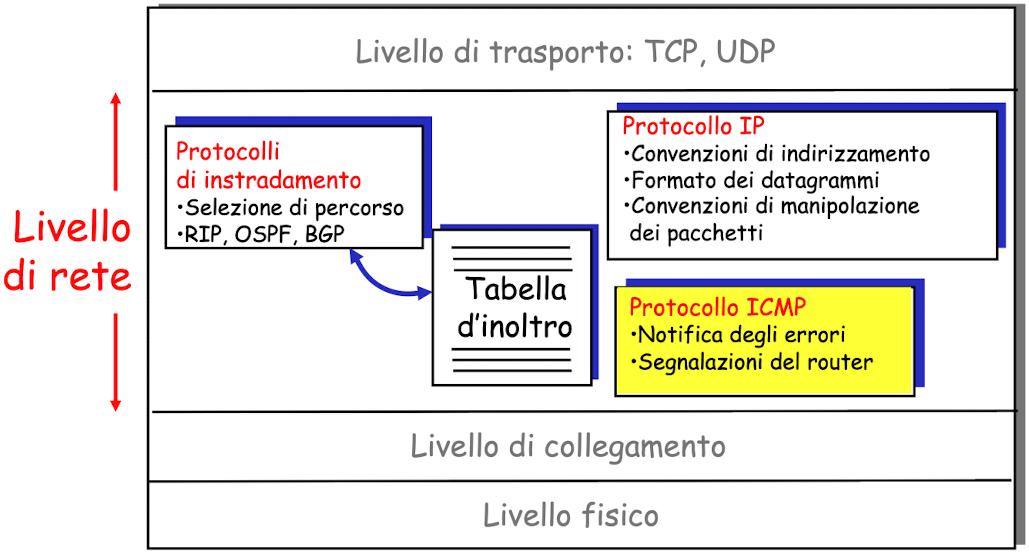 Livello di trasporto: TCP, UDP
Livello
di rete
Protocolli
di instradamento
•Selezione di percorso
•RIP, OSPF, BGP
Tabella
d'inoltro
Protocollo IP
•Convenzioni di indirizzamento
•Formato dei datagrammi
•Convenzioni di manipolazione
dei pacchetti
Protocollo ICMP
•Notifica degli errori
•Segnalazioni del router
Livello di collegamento
Livello fisico